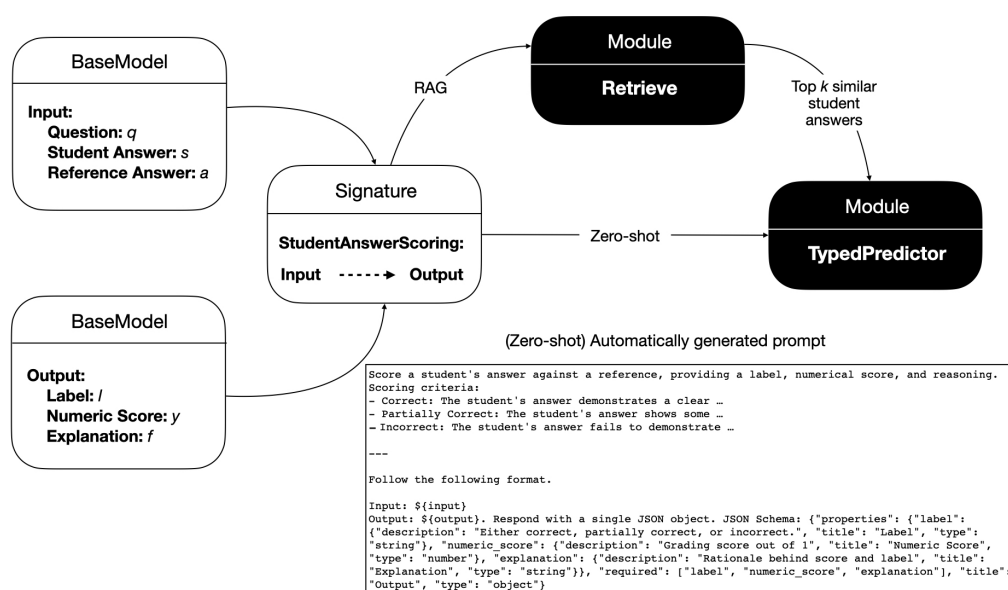 BaseModel
Input:
Question: q
Student Answer: s
Reference Answer: a
BaseModel
Output:
Label: l
Numeric Score: y
Explanation: f
Signature
StudentAnswerScoring:
Input Output
RAG
Module
Retrieve
Top k similar
student
answers
Zero-shot
Module
TypedPredictor
(Zero-shot) Automatically generated prompt
Score a student's answer against a reference, providing a label, numerical score, and reasoning.
Scoring criteria:
- Correct: The student's answer demonstrates a clear …
- Partially Correct: The student's answer shows some …
- Incorrect: The student's answer fails to demonstrate …
---
Follow the following format.
Input: ${input}
Output: ${output}. Respond with a single JSON object. JSON Schema: {"properties": {"label":
{"description": "Either correct, partially correct, or incorrect.", "title": "Label", "type":
"string"}, "numeric_score": {"description": "Grading score out of 1", "title": "Numeric Score",
"type": "number"}, "explanation": {"description": "Rationale behind score and label", "title":
"Explanation", "type": "string"}}, "required": ["label", "numeric_score", "explanation"], "title":
"Output", "type": "object"}